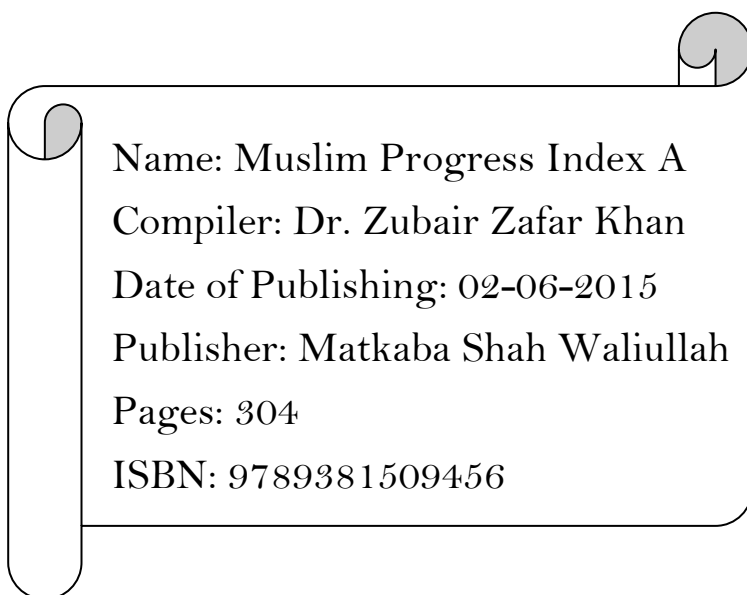 Name: Muslim Progress Index A
Compiler: Dr. Zubair Zafar Khan
Date of Publishing: 02-06-2015
Publisher: Matkaba Shah Waliullah
Pages: 304
ISBN: 9789381509456